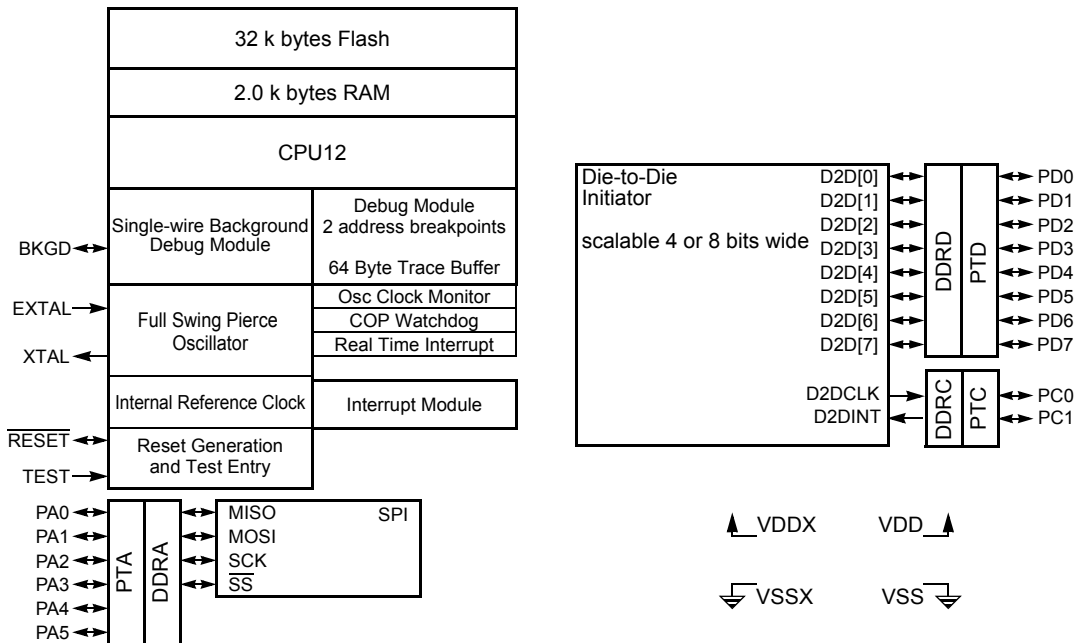 32 k bytes Flash
2.0 k bytes RAM
CPU12
Single-wire Background
Debug Module
Debug Module
2 address breakpoints
64 Byte Trace Buffer
BKGD
EXTAL
XTAL
Full Swing Pierce
Oscillator
Osc Clock Monitor
COP Watchdog
Real Time Interrupt
Internal Reference Clock
Interrupt Module
RESET
TEST
Reset Generation
and Test Entry
PA0
PA1
PA2
PA3
PA4
PA5
PTA
DDRA
MISO
MOSI
SCK
SS
SPI
Die-to-Die
Initiator
scalable 4 or 8 bits wide
D2D[0]
D2D[1]
D2D[2]
D2D[3]
D2D[4]
D2D[5]
D2D[6]
D2D[7]
DDRD
PTD
PD0
PD1
PD2
PD3
PD4
PD5
PD6
PD7
D2DCLK
D2DINT
DDRC
PTC
PC0
PC1
VDDX
VDD
VSSX
VSS